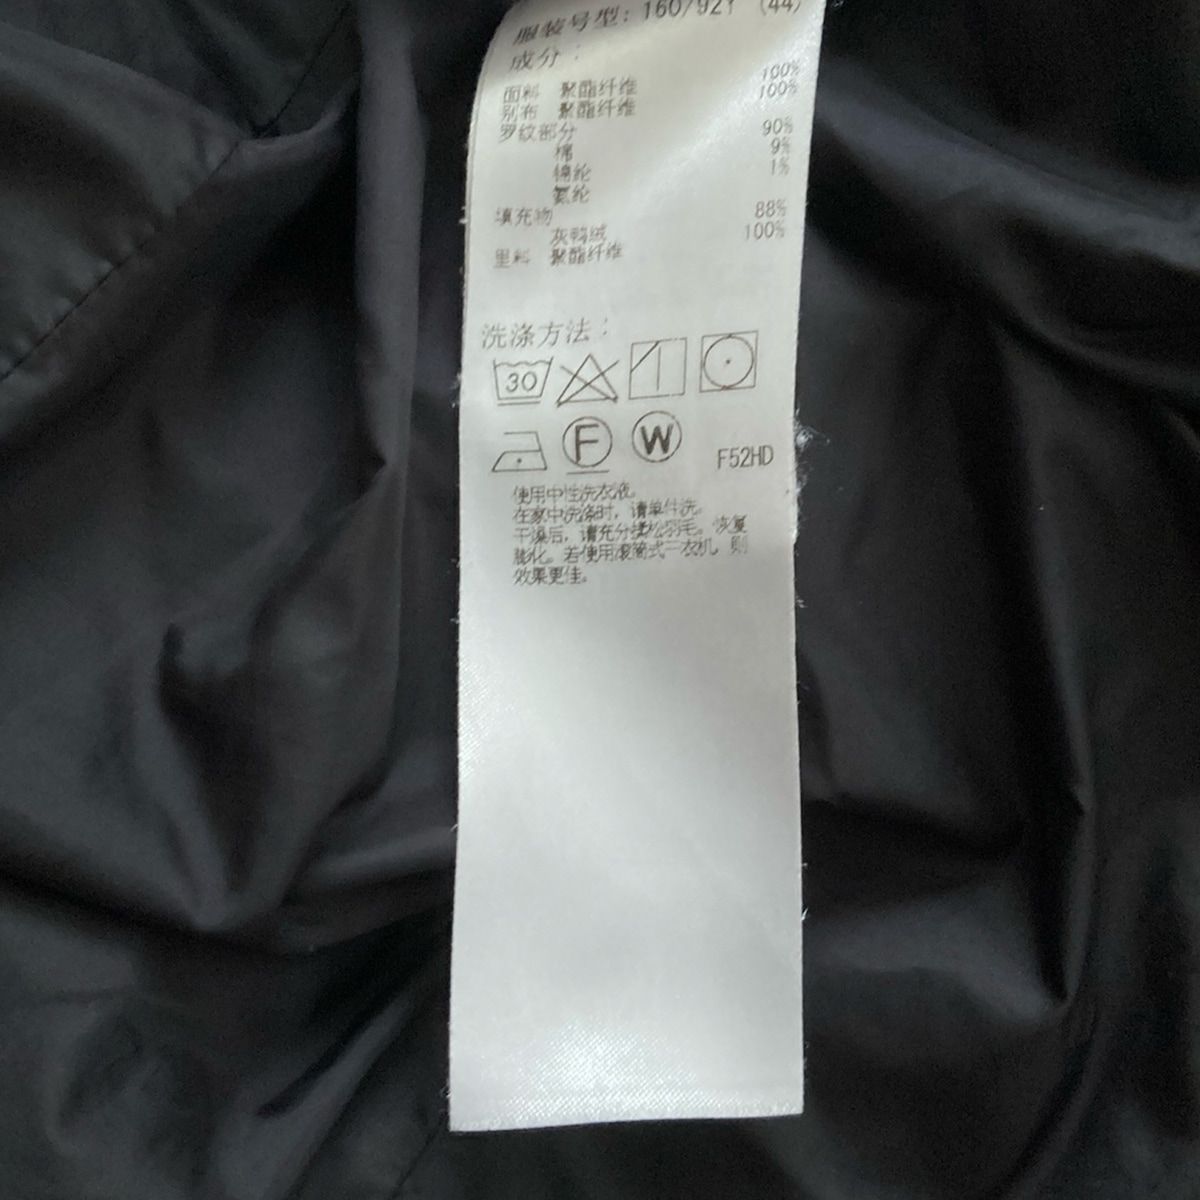 服装号型: 160/92Y (44)
成分:
面料 聚酯纤维 100%
别布 聚酯纤维 100%
罗纹部分
棉 90%
锦纶 9%
氨纶 1%
填充物
灰鸭绒 88%
里料 聚酯纤维 100%
洗涤方法:
30
F W F52HD
使用中性洗衣液。
在家中洗涤时, 请单件洗。
干燥后, 请充分揉松羽毛。恢复
膨化。若使用滚筒式干衣机, 则
效果更佳。